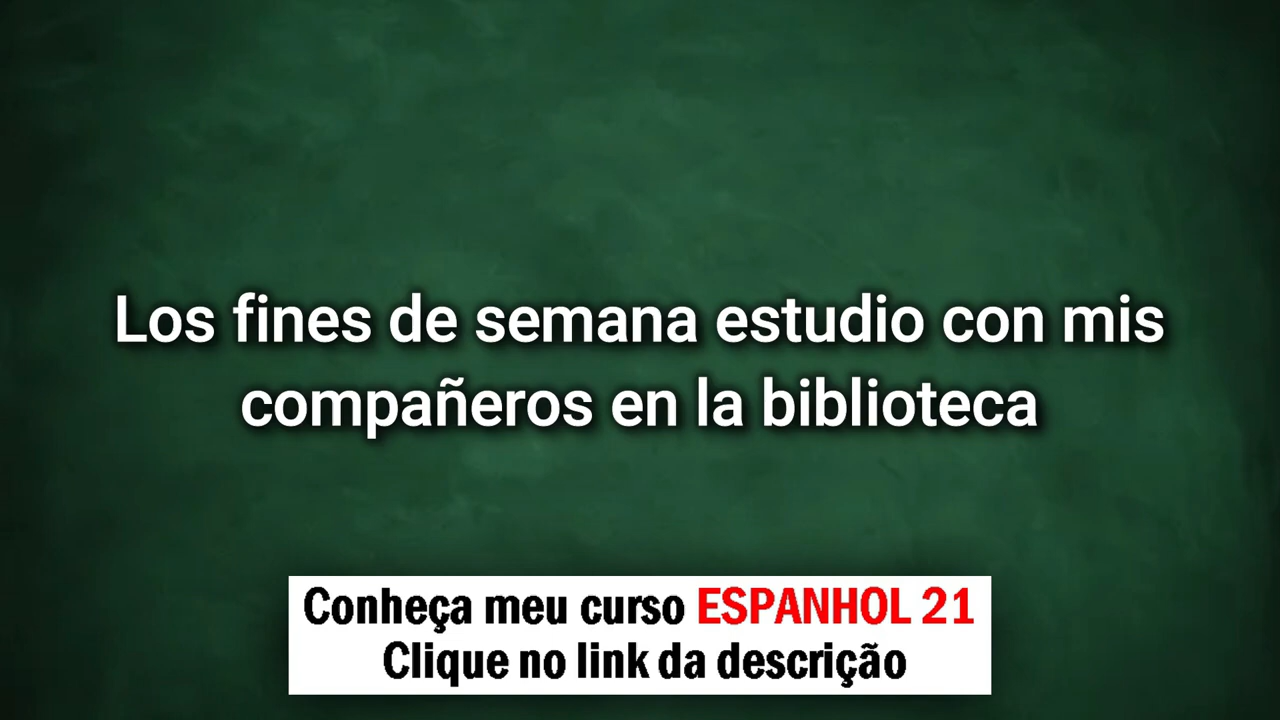 Los fines de semana estudio con mis
compañeros en la biblioteca
Conheça meu curso ESPANHOL 21
Clique no link da descrição